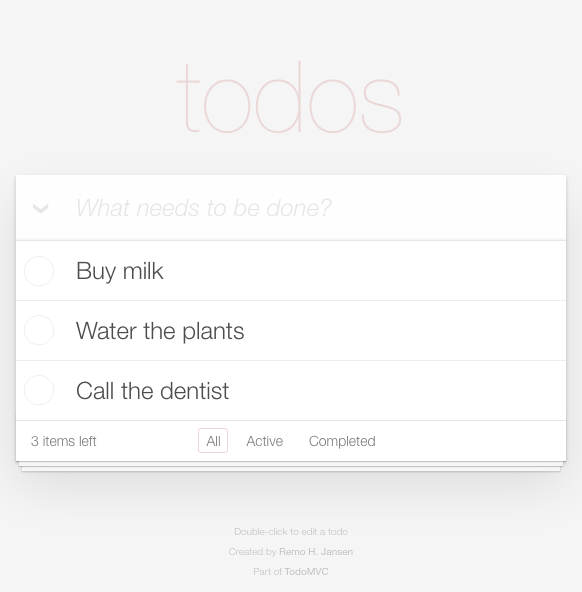 todos
What needs to be done?
Buy milk
Water the plants
Call the dentist
3 items left All Active Completed
Double-click to edit a todo
Created by Remo H. Jansen
Part of TodoMVC